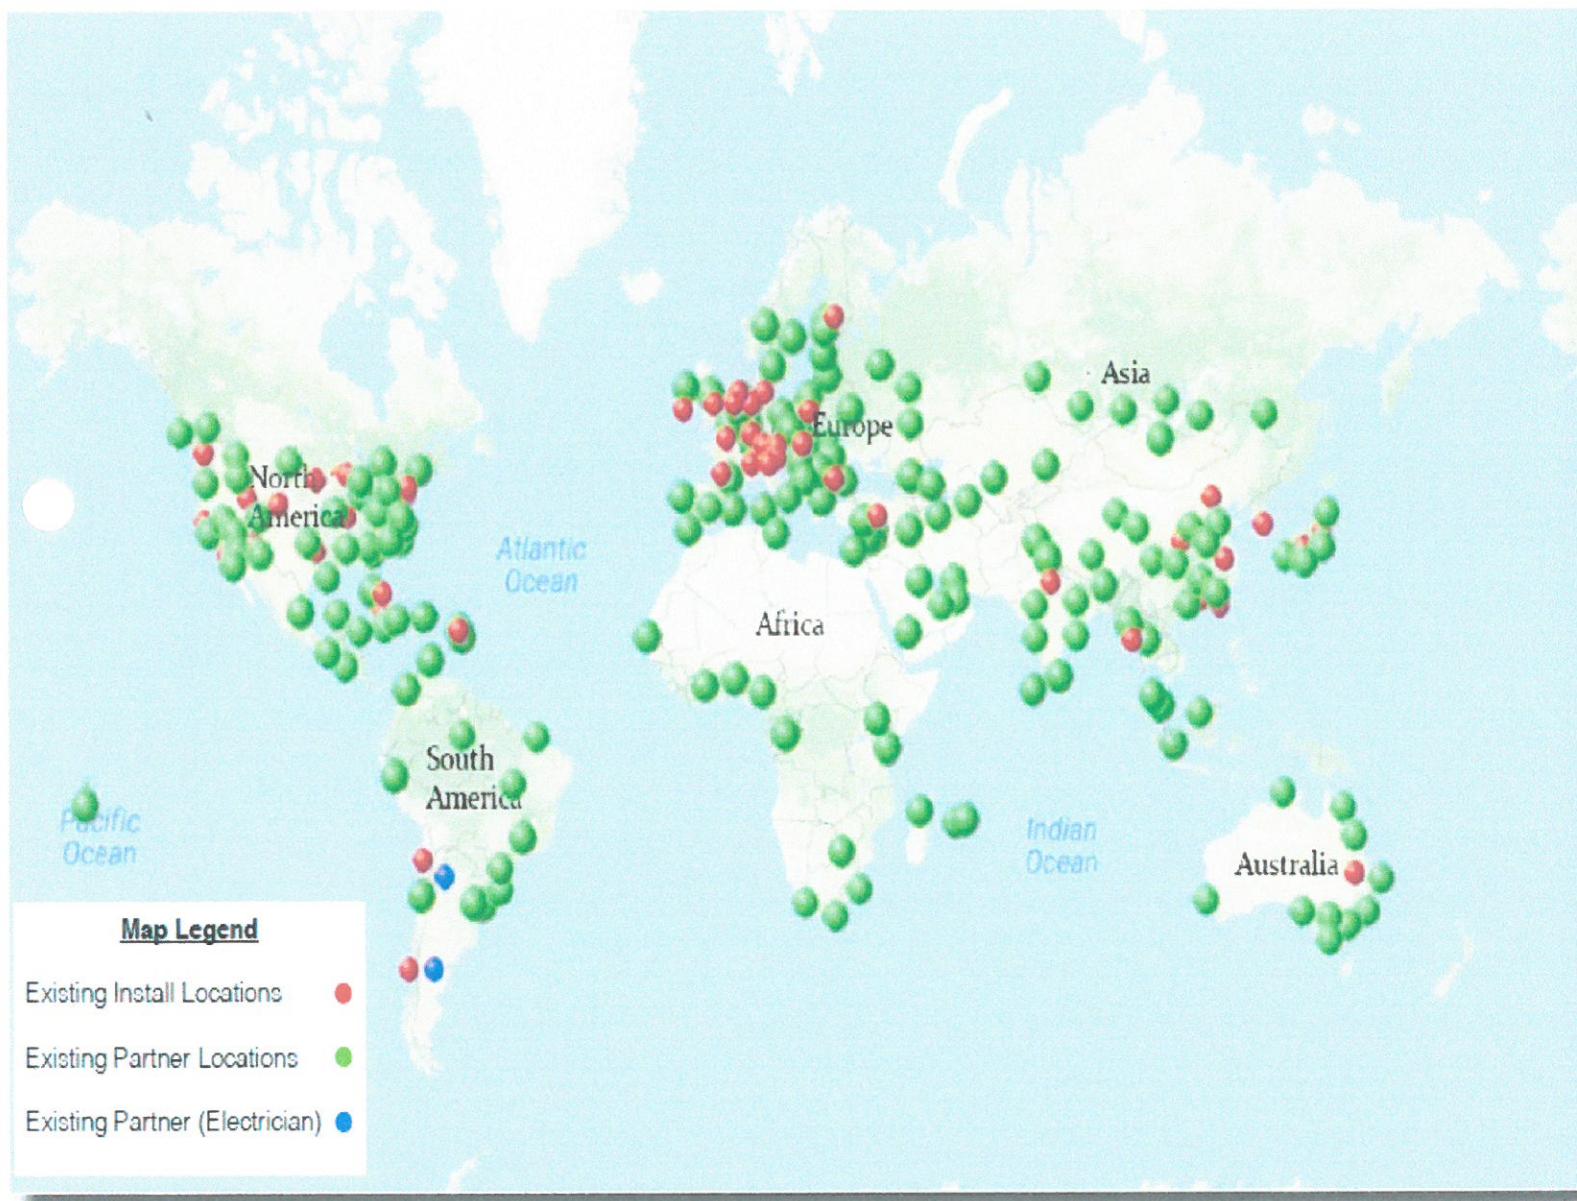 Asia
Europe
North
America
Atlantic
Ocean
Africa
South
America
Pacific
Ocean
Indian
Ocean
Australia
Map Legend
Existing Install Locations
Existing Partner Locations
Existing Partner (Electrician)